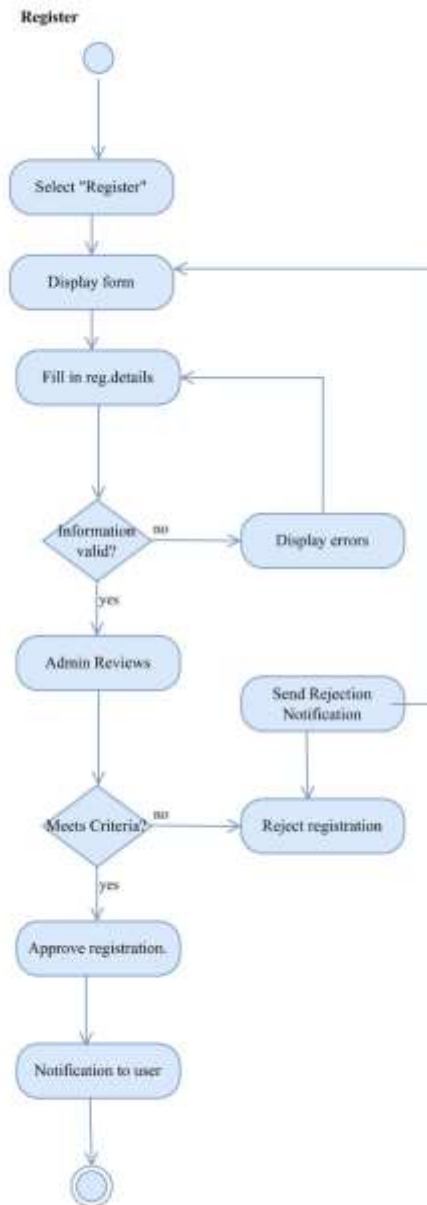 Register
Select "Register"
Display form
Fill in reg.details
Information
valid?
no
Display errors
yes
Admin Reviews
Send Rejection
Notification
Meets Criteria?
no
Reject registration
yes
Approve registration.
Notification to user